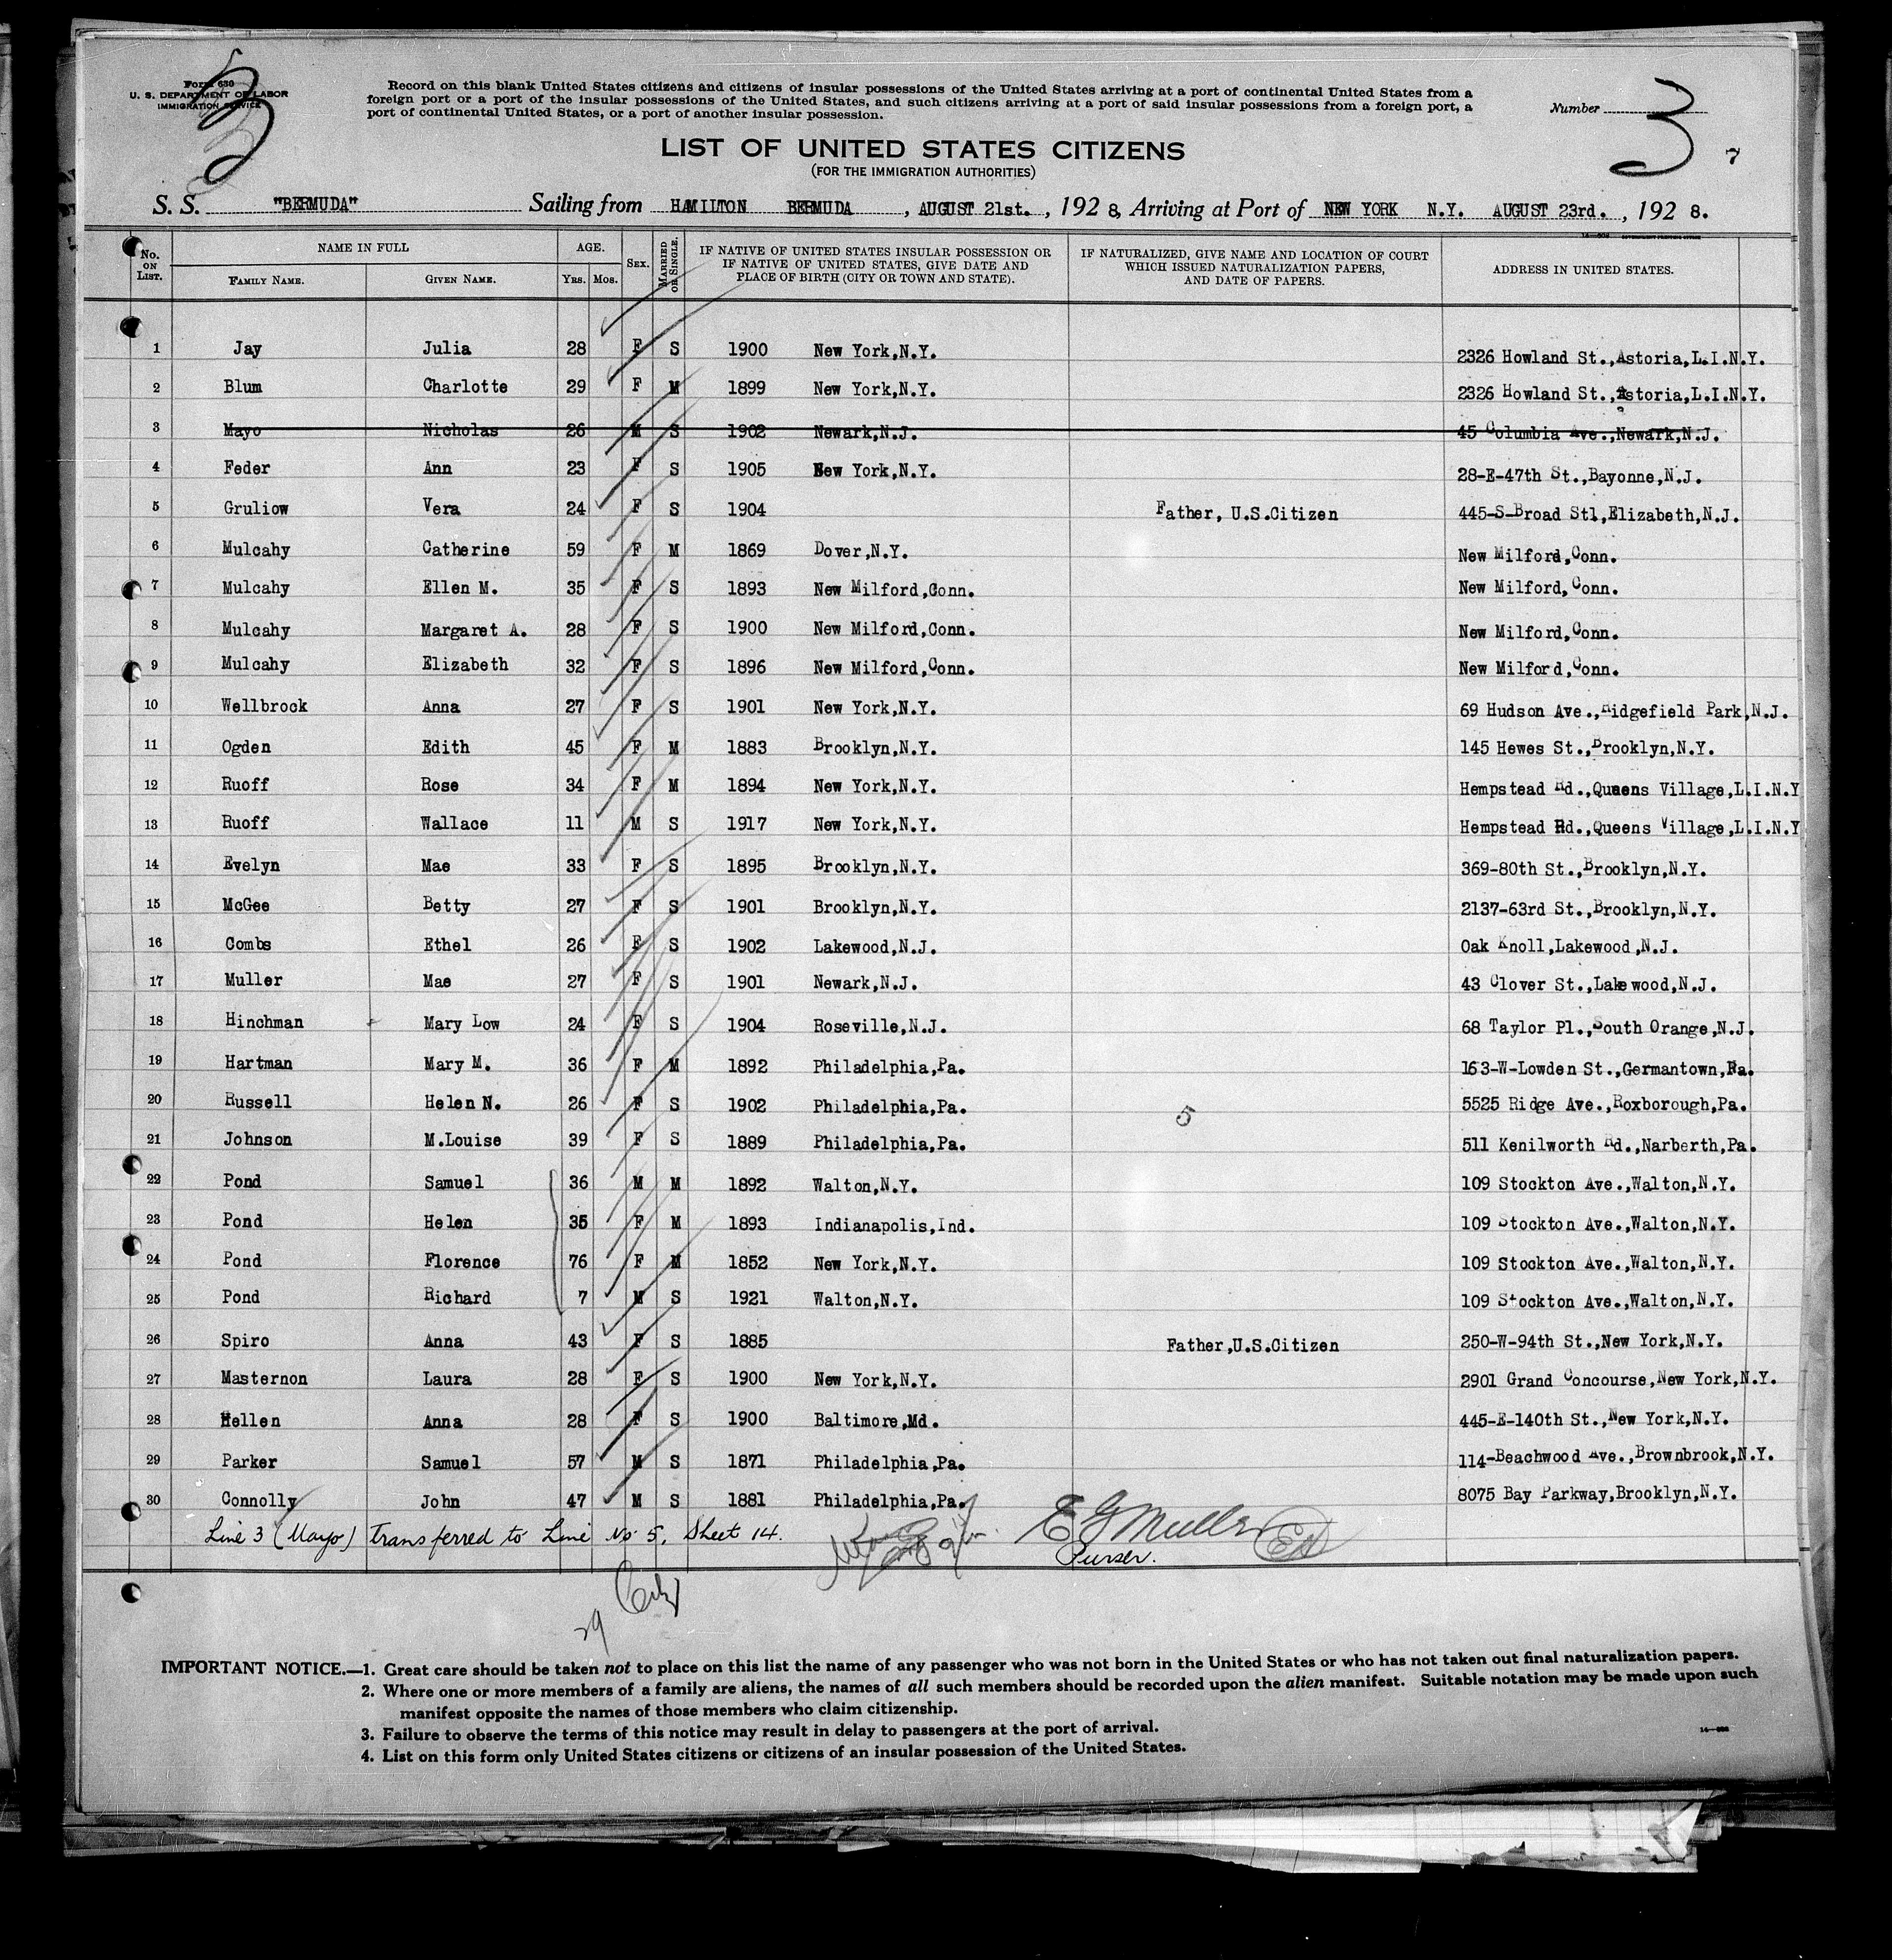 Form 630
U. S. DEPARTMENT OF LABOR
IMMIGRATION SERVICE
3
Record on this blank United States citizens and citizens of insular possessions of the United States arriving at a port of continental United States from a
foreign port or a port of the insular possessions of the United States, and such citizens arriving at a port of said insular possessions from a foreign port, a
port of continental United States, or a port of another insular possession.
Number 3
7
LIST OF UNITED STATES CITIZENS
(FOR THE IMMIGRATION AUTHORITIES)
S. S. "BERMUDA" Sailing from HAMILTON BERMUDA, AUGUST 21st., 192 8, Arriving at Port of NEW YORK N.Y. AUGUST 23rd., 192 8.
No. ON LIST. NAME IN FULL AGE. SEX. MARRIED OR SINGLE. IF NATIVE OF UNITED STATES INSULAR POSSESSION OR IF NATIVE OF UNITED STATES, GIVE DATE AND PLACE OF BIRTH (CITY OR TOWN AND STATE). IF NATURALIZED, GIVE NAME AND LOCATION OF COURT WHICH ISSUED NATURALIZATION PAPERS, AND DATE OF PAPERS. ADDRESS IN UNITED STATES.
FAMILY NAME. GIVEN NAME. YRS. MOS.
1 Jay Julia 28 F S 1900 New York,N.Y. 2326 Howland St.,Astoria,L.I.N.Y.
2 Blum Charlotte 29 F M 1899 New York,N.Y. 2326 Howland St.,Astoria,L.I.N.Y.
3 Mayo Nicholas 26 M S 1902 Newark,N.J. 45 Columbia Ave.,Newark,N.J.
4 Feder Ann 23 F S 1905 New York,N.Y. 28-E-47th St.,Bayonne,N.J.
5 Gruliow Vera 24 F S 1904 Father, U.S.Citizen 445-S-Broad Stl,Elizabeth,N.J.
6 Mulcahy Catherine 59 F M 1869 Dover,N.Y. New Milford,Conn.
7 Mulcahy Ellen M. 35 F S 1893 New Milford,Conn. New Milford,Conn.
8 Mulcahy Margaret A. 28 F S 1900 New Milford,Conn. New Milford,Conn.
9 Mulcahy Elizabeth 32 F S 1896 New Milford,Conn. New Milford,Conn.
10 Wellbrock Anna 27 F S 1901 New York,N.Y. 69 Hudson Ave.,Ridgefield Park,N.J.
11 Ogden Edith 45 F M 1883 Brooklyn,N.Y. 145 Hewes St.,Brooklyn,N.Y.
12 Ruoff Rose 34 F M 1894 New York,N.Y. Hempstead Rd.,Queens Village,L.I.N.Y
13 Ruoff Wallace 11 M S 1917 New York,N.Y. Hempstead Rd.,Queens Village,L.I.N.Y
14 Evelyn Mae 33 F S 1895 Brooklyn,N.Y. 369-80th St.,Brooklyn,N.Y.
15 McGee Betty 27 F S 1901 Brooklyn,N.Y. 2137-63rd St.,Brooklyn,N.Y.
16 Combs Ethel 26 F S 1902 Lakewood,N.J. Oak Knoll,Lakewood,N.J.
17 Muller Mae 27 F S 1901 Newark,N.J. 43 Clover St.,Lakewood,N.J.
18 Hinchman Mary Low 24 F S 1904 Roseville,N.J. 68 Taylor Pl.,South Orange,N.J.
19 Hartman Mary M. 36 F M 1892 Philadelphia,Pa. 163-W-Lowden St.,Germantown,Pa.
20 Russell Helen N. 26 F S 1902 Philadelphia,Pa. 5 5525 Ridge Ave.,Roxborough,Pa.
21 Johnson M.Louise 39 F S 1889 Philadelphia,Pa. 511 Kenilworth Rd.,Narberth,Pa.
22 Pond Samuel 36 M M 1892 Walton,N.Y. 109 Stockton Ave.,Walton,N.Y.
23 Pond Helen 35 F M 1893 Indianapolis,Ind. 109 Stockton Ave.,Walton,N.Y.
24 Pond Florence 76 F M 1852 New York,N.Y. 109 Stockton Ave.,Walton,N.Y.
25 Pond Richard 7 M S 1921 Walton,N.Y. 109 Stockton Ave.,Walton,N.Y.
26 Spiro Anna 43 F S 1885 Father,U.S.Citizen 250-W-94th St.,New York,N.Y.
27 Masternon Laura 28 F S 1900 New York,N.Y. 2901 Grand Concourse,New York,N.Y.
28 Hellen Anna 28 F S 1900 Baltimore,Md. 445-E-140th St.,New York,N.Y.
29 Parker Samuel 57 M S 1871 Philadelphia,Pa. 114-Beachwood Ave.,Brownbrook,N.Y.
30 Connolly John 47 M S 1881 Philadelphia,Pa. 8075 Bay Parkway,Brooklyn,N.Y.
Line 3 (Mayo) Transferred to Line No 5, Sheet 14. E G Muller
Purser.
29
IMPORTANT NOTICE.—1. Great care should be taken not to place on this list the name of any passenger who was not born in the United States or who has not taken out final naturalization papers.
2. Where one or more members of a family are aliens, the names of all such members should be recorded upon the alien manifest. Suitable notation may be made upon such
manifest opposite the names of those members who claim citizenship.
3. Failure to observe the terms of this notice may result in delay to passengers at the port of arrival.
4. List on this form only United States citizens or citizens of an insular possession of the United States.